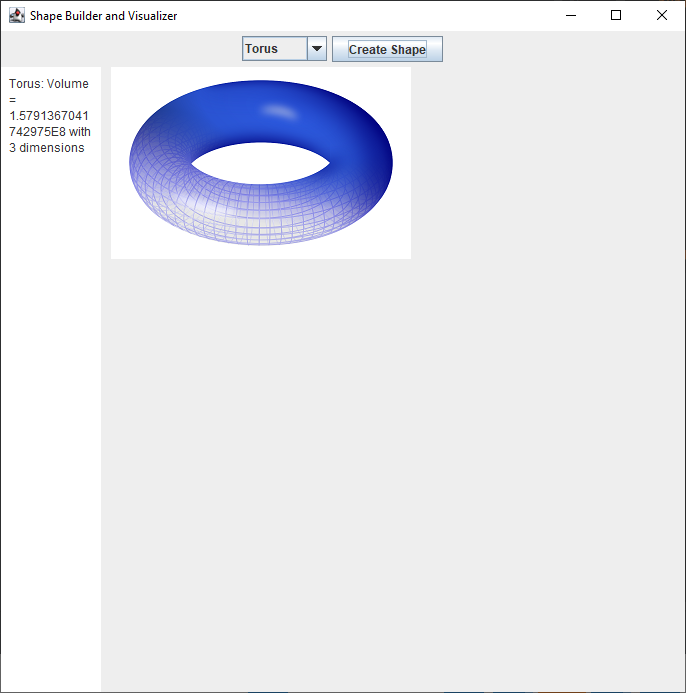 Shape Builder and Visualizer
Torus
Create Shape
Torus: Volume
=
1.5791367041
742975E8 with
3 dimensions